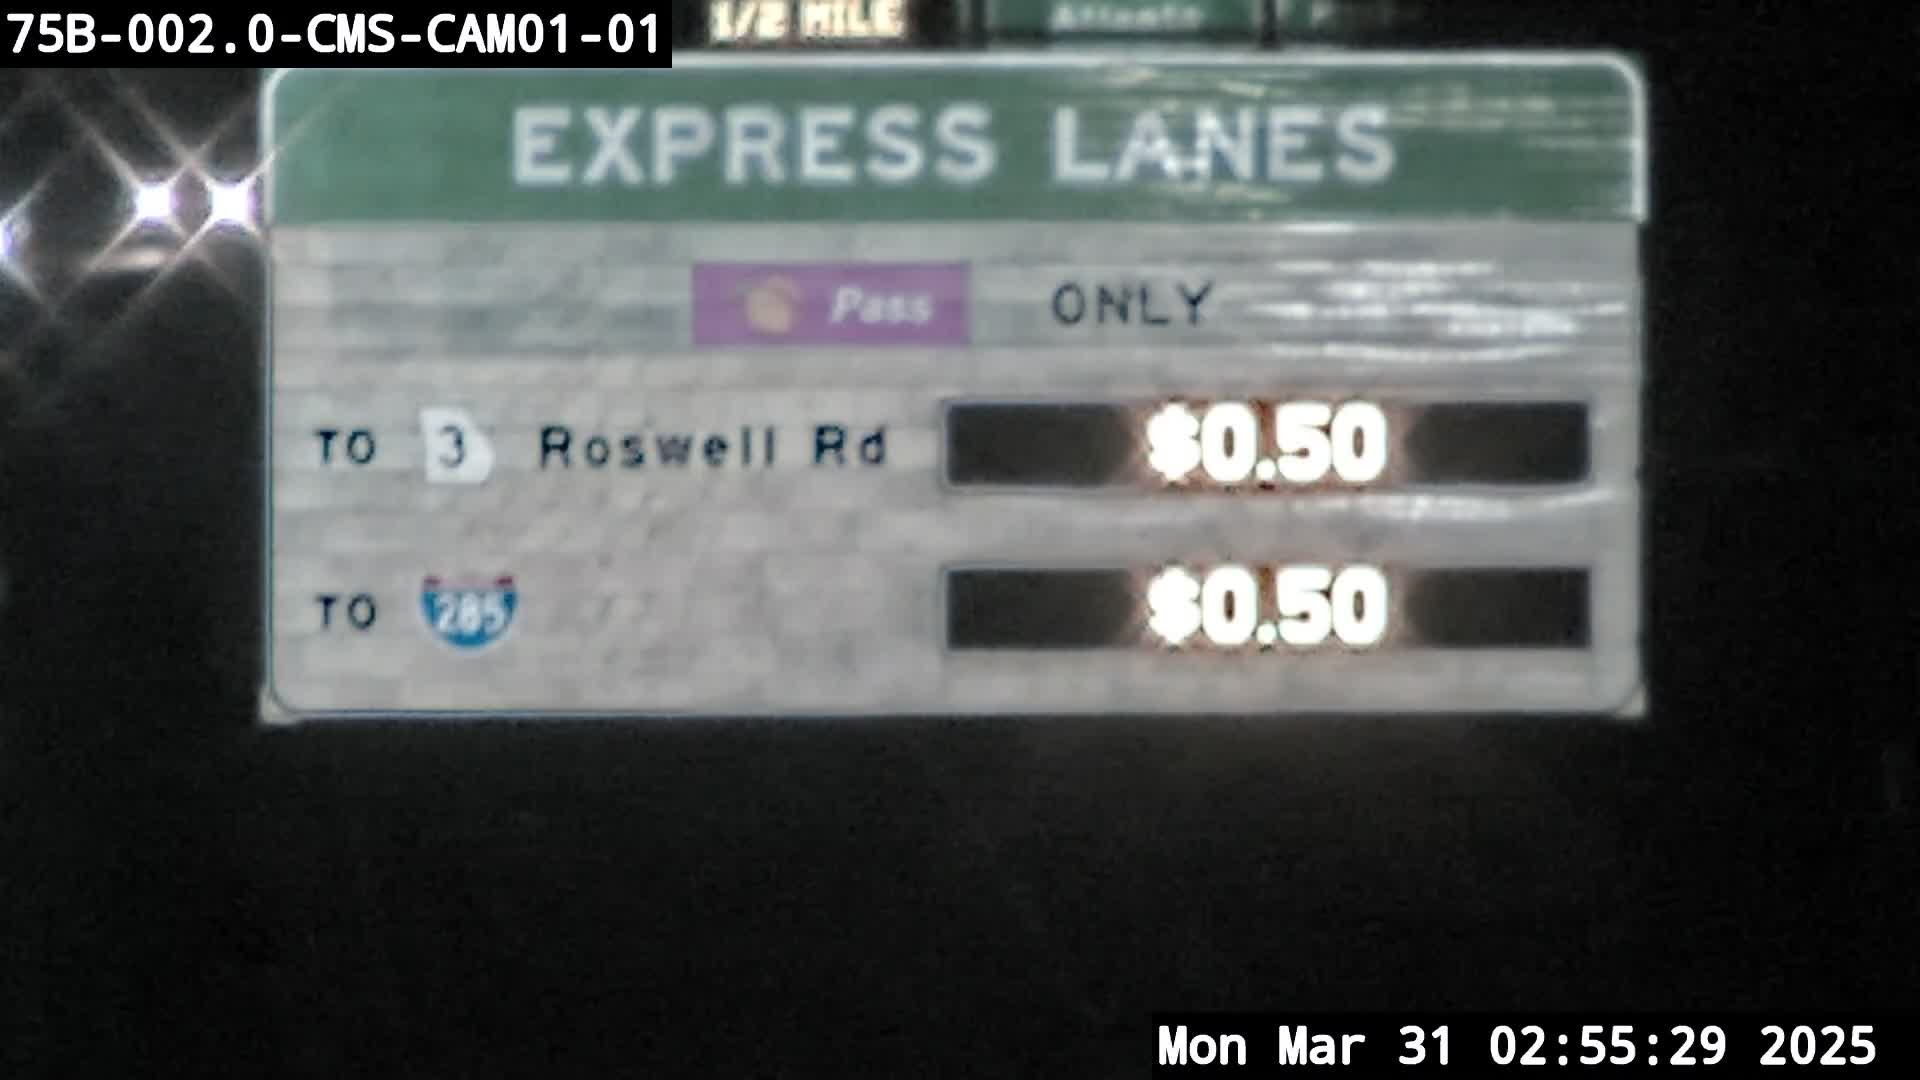 75B-002.0-CMS-CAM01-01
1/2 MILE
Atlanta
EXPRESS LANES
Pass ONLY
TO 3 Roswell Rd $0.50
TO 285 $0.50
Mon Mar 31 02:55:29 2025